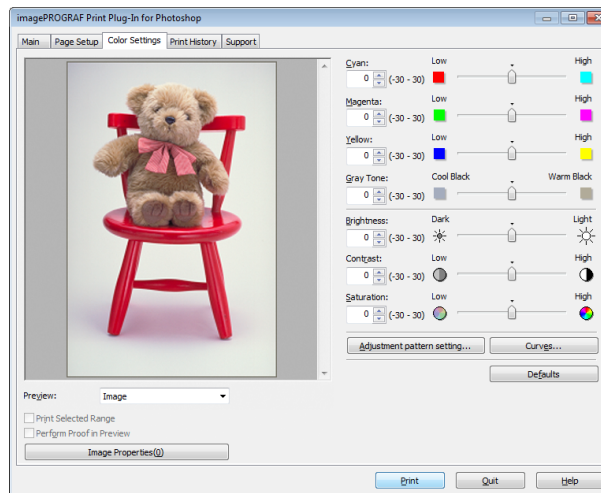 imagePROGRAF Print Plug-In for Photoshop
Main Page Setup Color Settings Print History Support
Cyan:
Low High
0 (-30 - 30)
Magenta:
Low High
0 (-30 - 30)
Yellow:
Low High
0 (-30 - 30)
Gray Tone:
Cool Black Warm Black
0 (-30 - 30)
Brightness:
Dark Light
0 (-30 - 30)
Contrast:
Low High
0 (-30 - 30)
Saturation:
Low High
0 (-30 - 30)
Adjustment pattern setting... Curves...
Defaults
Preview: Image
Print Selected Range
Perform Proof in Preview
Image Properties(0)
Print Quit Help